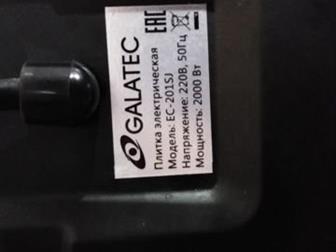 GALATEC
EAC
Плитка электрическая
Модель: EC-201SJ
Напряжение: 220В, 50Гц
Мощность: 2000 Вт